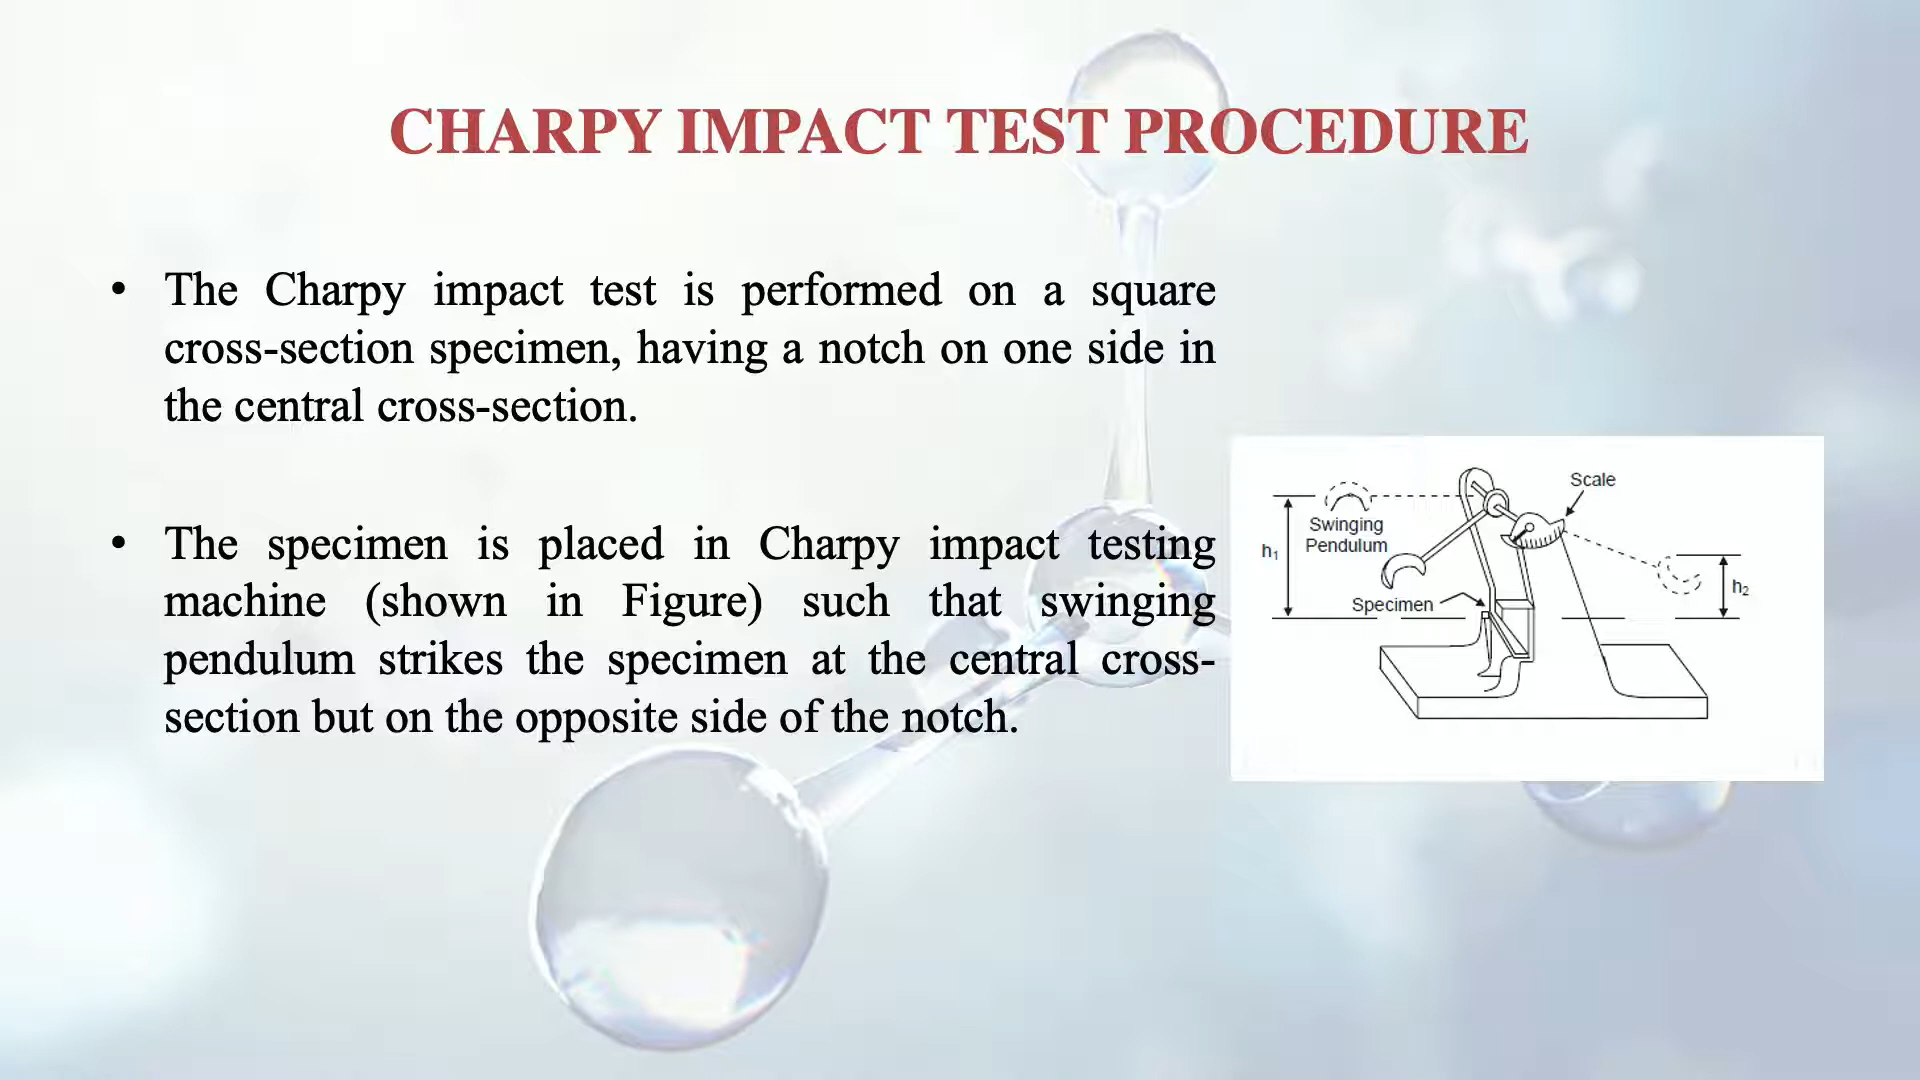 CHARPY IMPACT TEST PROCEDURE
• The Charpy impact test is performed on a square
cross-section specimen, having a notch on one side in
the central cross-section.
• The specimen is placed in Charpy impact testing
machine (shown in Figure) such that swinging
pendulum strikes the specimen at the central cross-
section but on the opposite side of the notch.
Scale
Swinging
Pendulum
h₁
Specimen
h₂